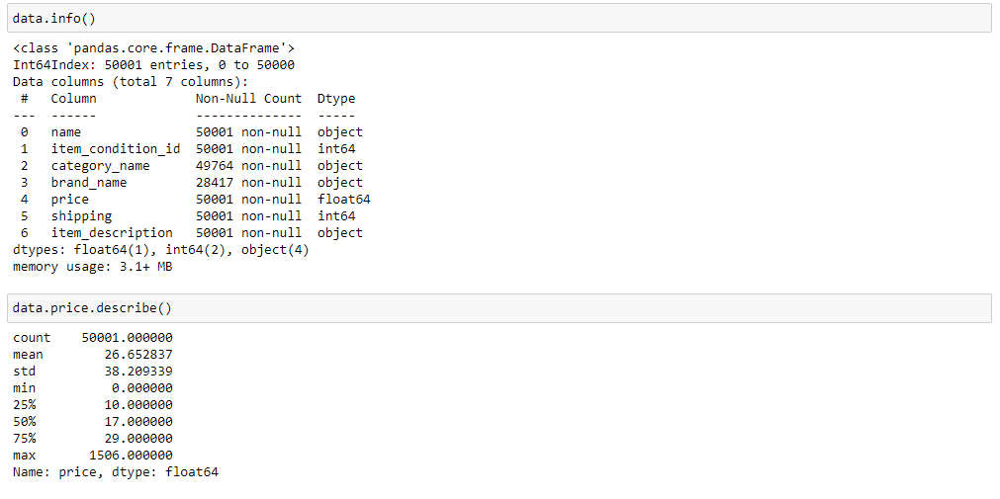 data.info()
<class 'pandas.core.frame.DataFrame'>
Int64Index: 50001 entries, 0 to 50000
Data columns (total 7 columns):
 #   Column             Non-Null Count  Dtype
---  ------             --------------  -----
 0   name               50001 non-null  object
 1   item_condition_id  50001 non-null  int64
 2   category_name      49764 non-null  object
 3   brand_name         28417 non-null  object
 4   price              50001 non-null  float64
 5   shipping           50001 non-null  int64
 6   item_description   50001 non-null  object
dtypes: float64(1), int64(2), object(4)
memory usage: 3.1+ MB
data.price.describe()
count    50001.000000
mean        26.652837
std         38.209339
min          0.000000
25%         10.000000
50%         17.000000
75%         29.000000
max       1506.000000
Name: price, dtype: float64